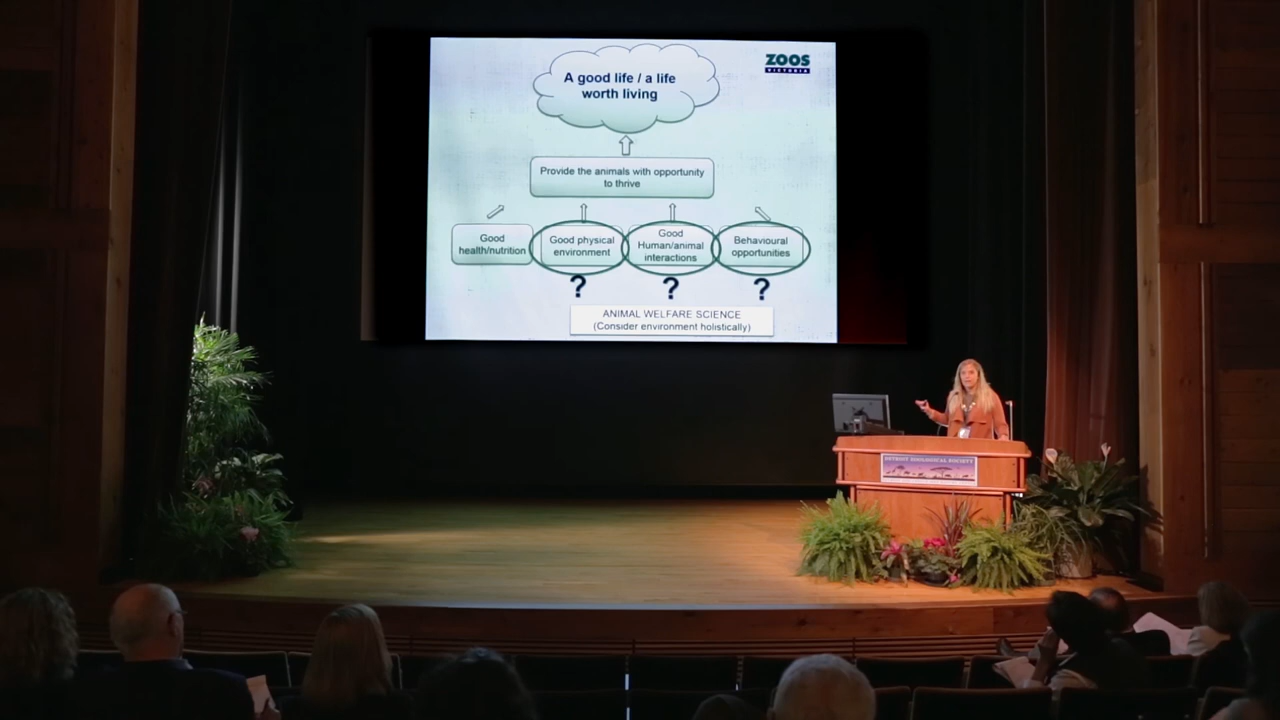 A good life / a life
worth living
ZOOS
VICTORIA
Provide the animals with opportunity
to thrive
Good
health/nutrition
Good physical
environment
Good
Human/animal
interactions
Behavioural
opportunities
?
?
?
ANIMAL WELFARE SCIENCE
(Consider environment holistically)
DETROIT ZOOLOGICAL SOCIETY